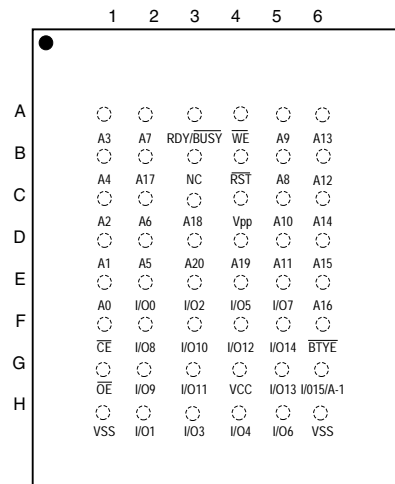 1 2 3 4 5 6
A
A3 A7 RDY/BUSY WE A9 A13
B
A4 A17 NC RST A8 A12
C
A2 A6 A18 Vpp A10 A14
D
A1 A5 A20 A19 A11 A15
E
A0 I/O0 I/O2 I/O5 I/O7 A16
F
CE I/O8 I/O10 I/O12 I/O14 BTYE
G
OE I/O9 I/O11 VCC I/O13 I/015/A-1
H
VSS I/O1 I/O3 I/O4 I/O6 VSS